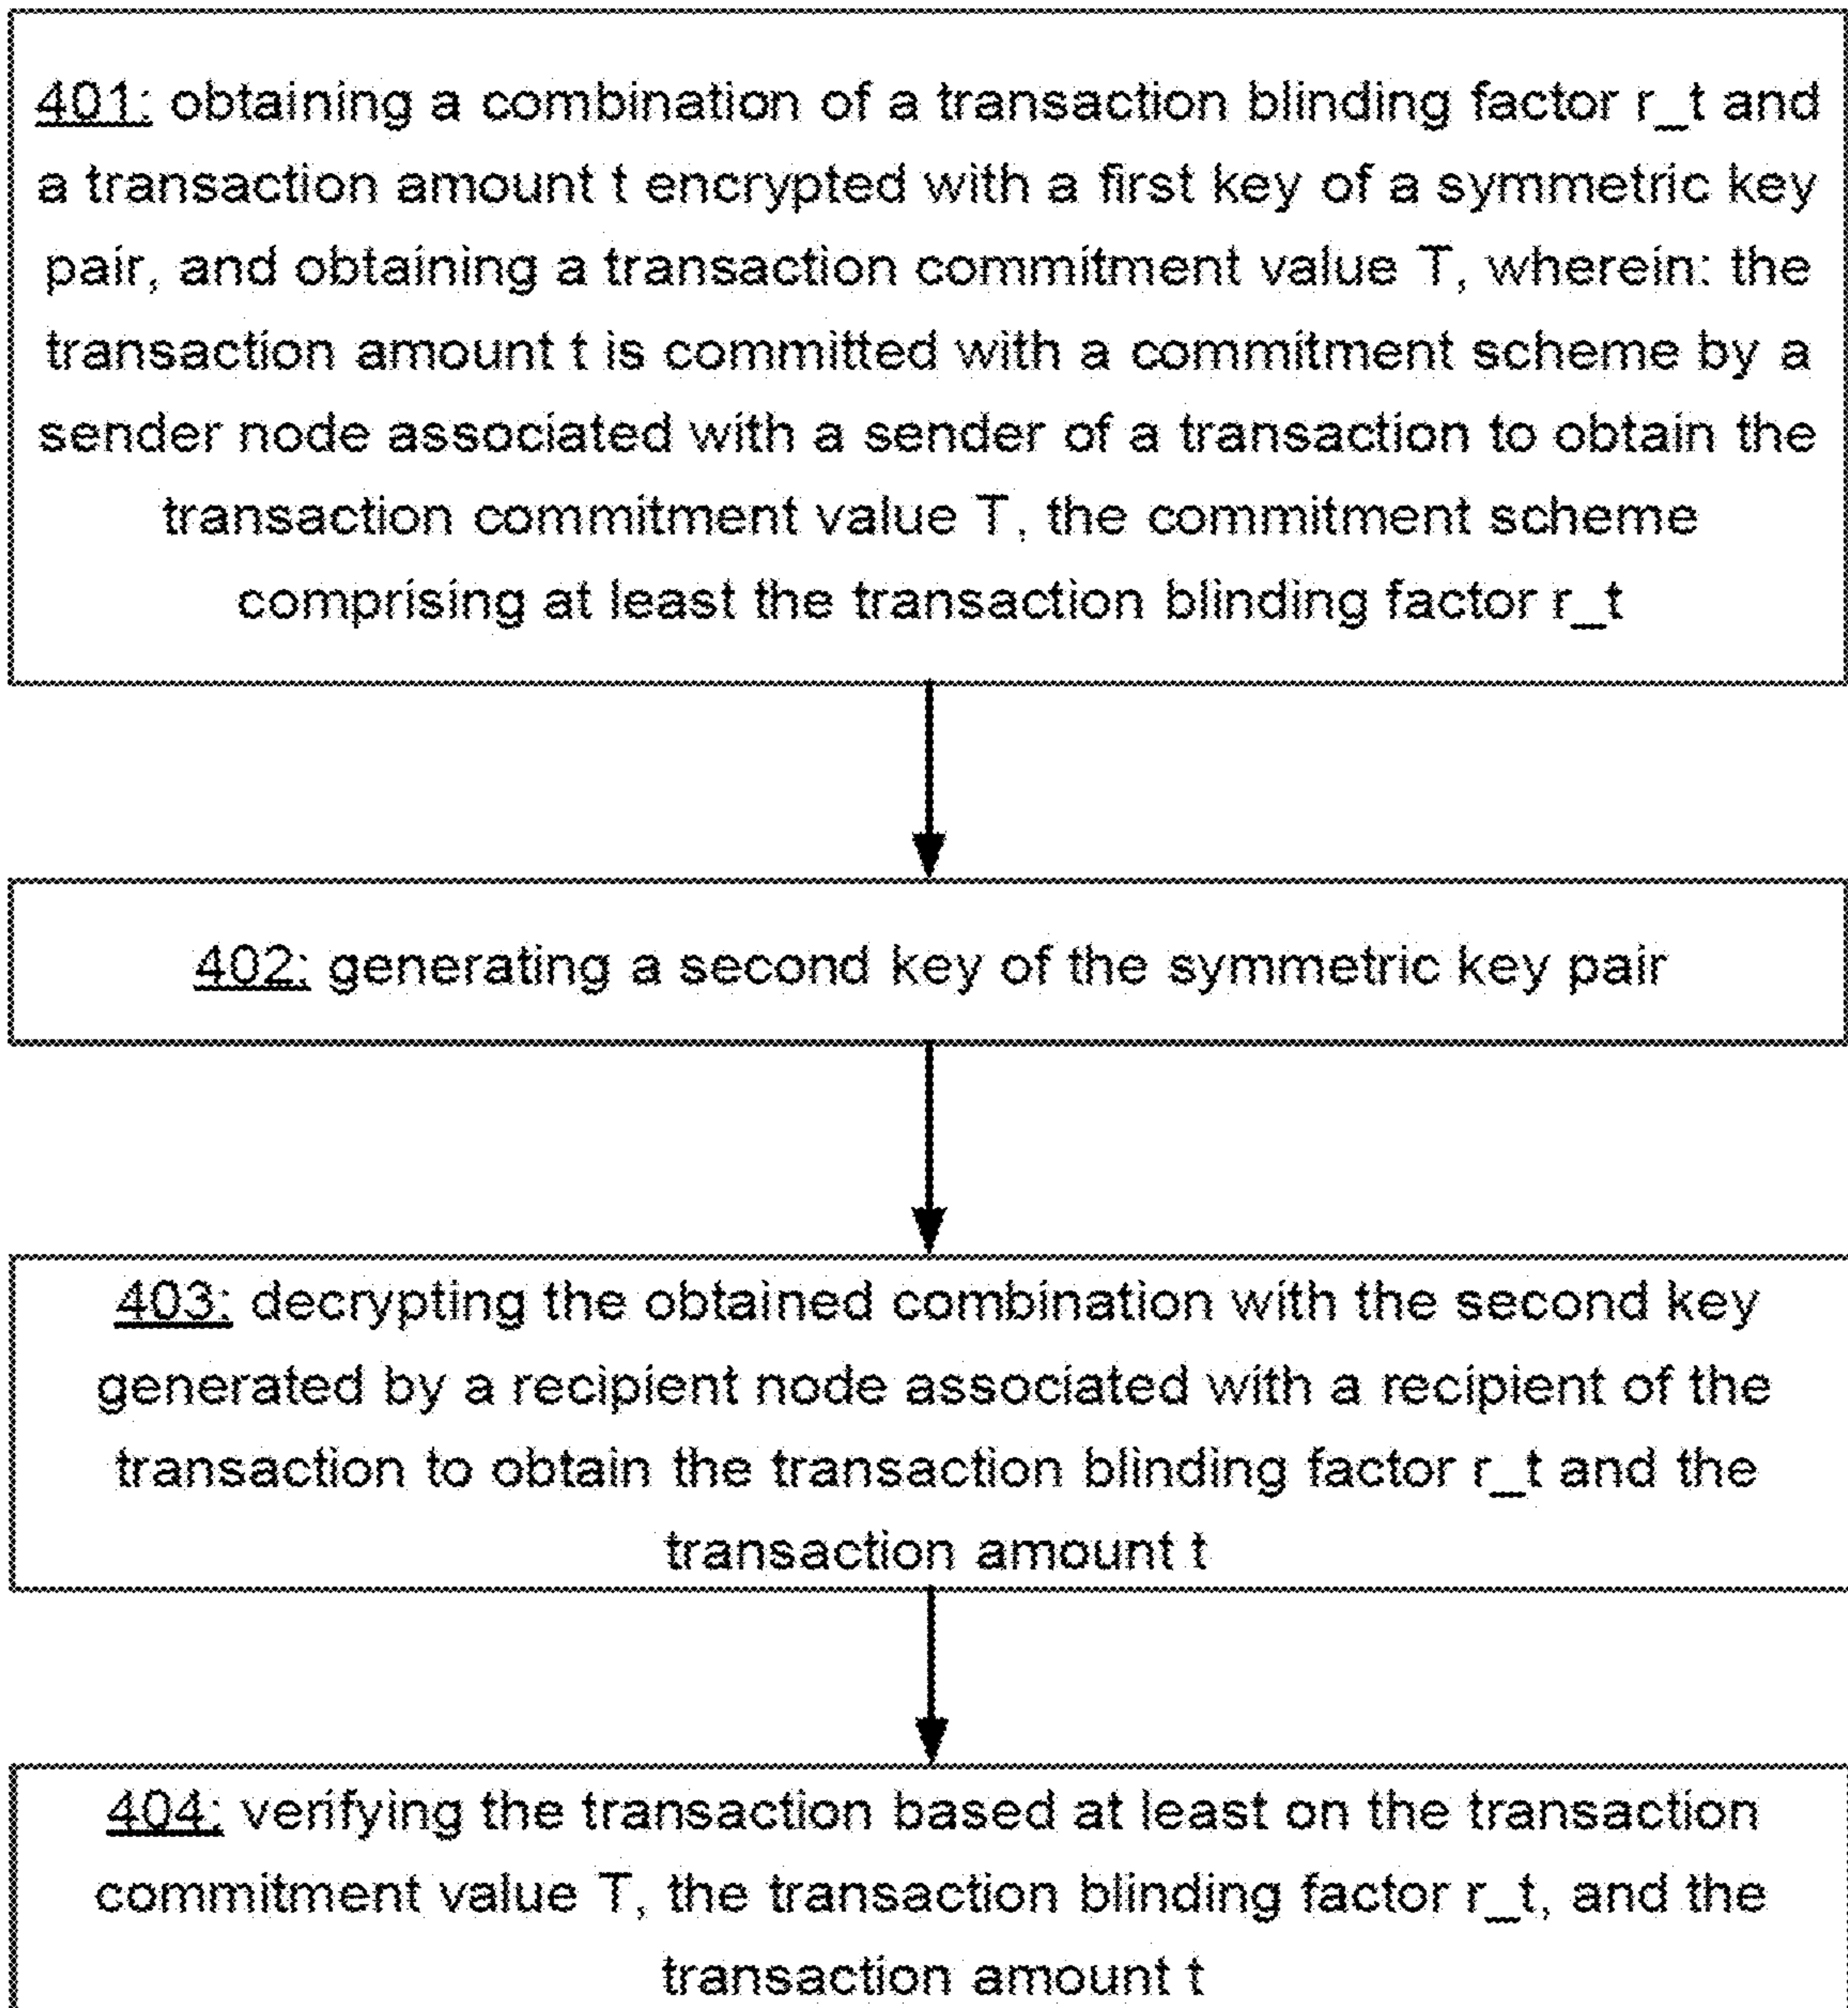 401: obtaining a combination of a transaction blinding factor r_t and
a transaction amount t encrypted with a first key of a symmetric key
pair, and obtaining a transaction commitment value T, wherein: the
transaction amount t is committed with a commitment scheme by a
sender node associated with a sender of a transaction to obtain the
transaction commitment value T, the commitment scheme
comprising at least the transaction blinding factor r_t
402: generating a second key of the symmetric key pair
403: decrypting the obtained combination with the second key
generated by a recipient node associated with a recipient of the
transaction to obtain the transaction blinding factor r_t and the
transaction amount t
404: verifying the transaction based at least on the transaction
commitment value T, the transaction blinding factor r_t, and the
transaction amount t